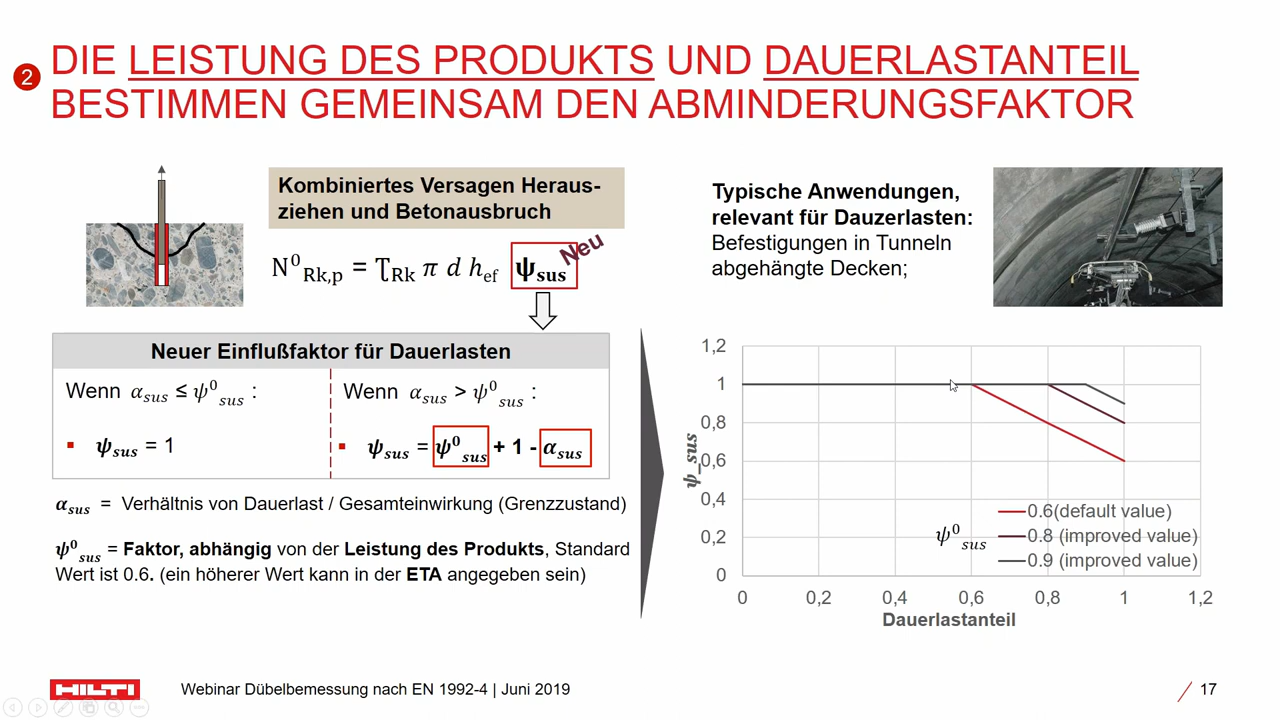 2
DIE LEISTUNG DES PRODUKTS UND DAUERLASTANTEIL
BESTIMMEN GEMEINSAM DEN ABMINDERUNGSFAKTOR
Kombiniertes Versagen Heraus-
ziehen und Betonausbruch
N⁰Rk,p = τRk π d hef ψsus
Neu
Typische Anwendungen,
relevant für Dauzerlasten:
Befestigungen in Tunneln
abgehängte Decken;
Neuer Einflußfaktor für Dauerlasten
Wenn αsus ≤ ψ⁰sus :
▪ ψsus = 1
Wenn αsus > ψ⁰sus :
▪ ψsus = ψ⁰sus + 1 - αsus
αsus = Verhältnis von Dauerlast / Gesamteinwirkung (Grenzzustand)
ψ⁰sus = Faktor, abhängig von der Leistung des Produkts, Standard
Wert ist 0.6. (ein höherer Wert kann in der ETA angegeben sein)
1,2
1
0,8
0,6
0,4
0,2
0
ψ_sus
0 0,2 0,4 0,6 0,8 1 1,2
Dauerlastanteil
ψ⁰sus
0.6(default value)
0.8 (improved value)
0.9 (improved value)
HILTI
Webinar Dübelbemessung nach EN 1992-4 | Juni 2019
17